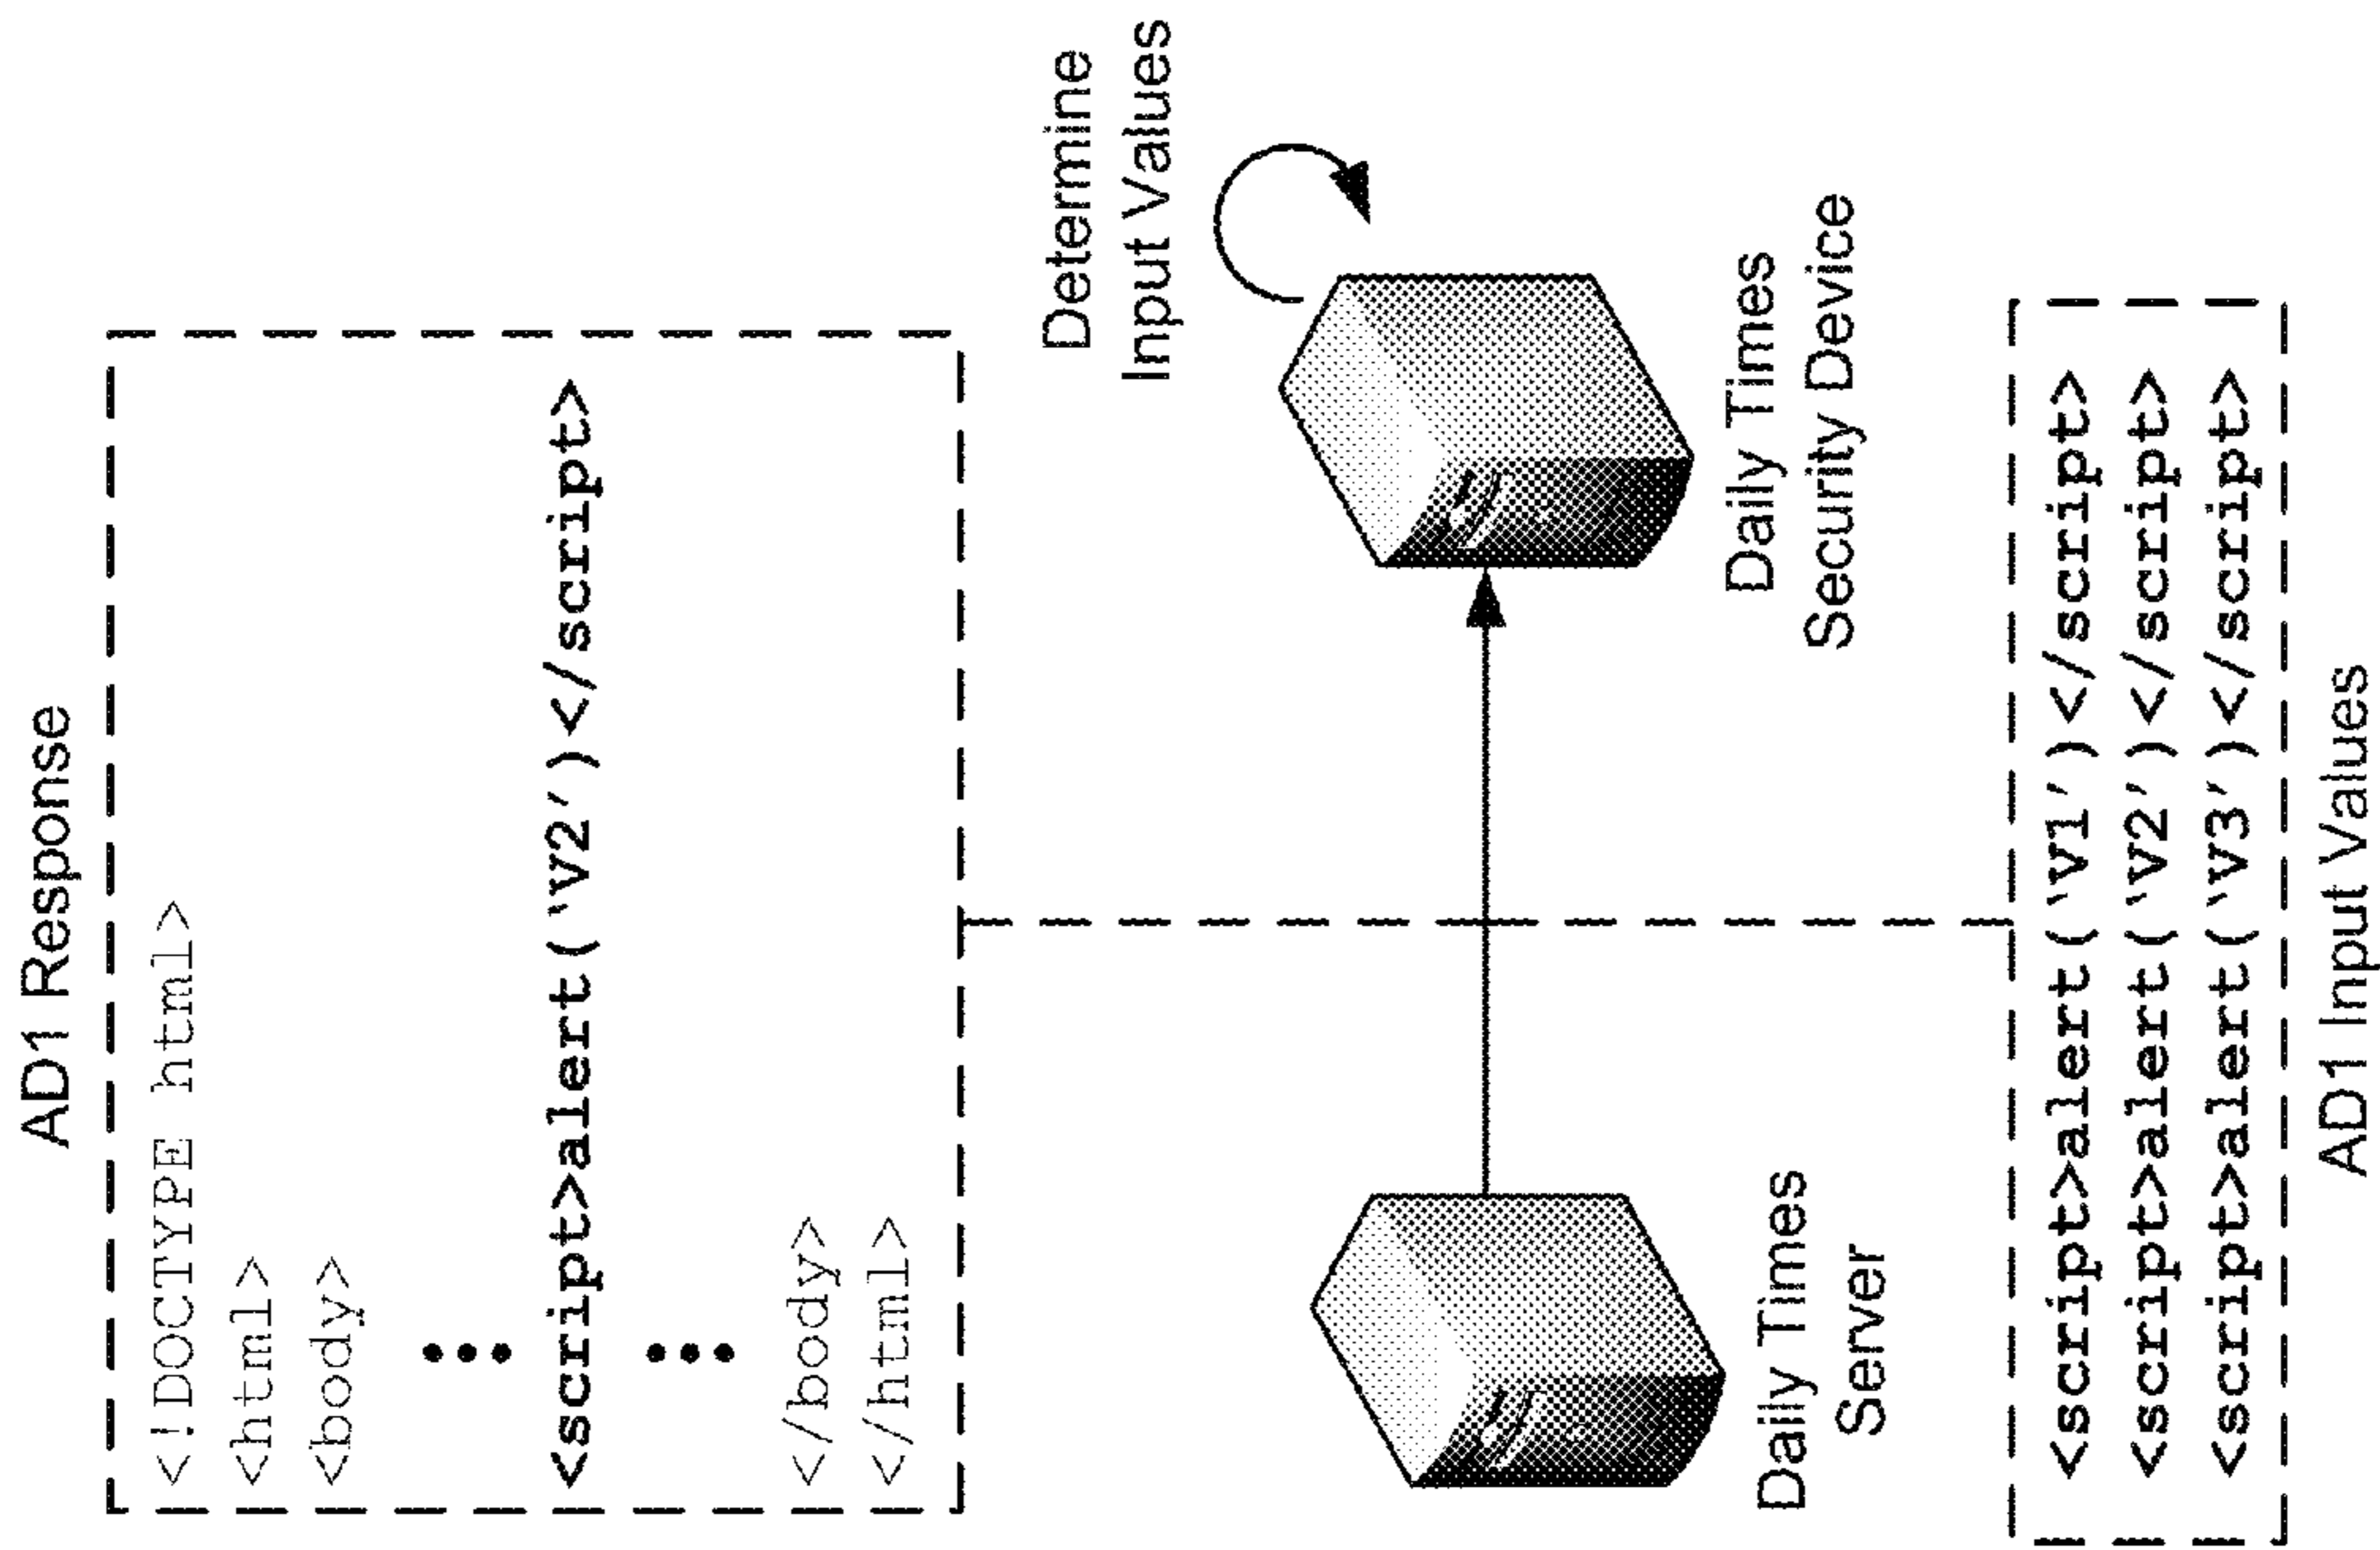 AD1 Response
<!DOCTYPE html>
<html>
<body>
•••
<script>alert('V2')</script>
•••
</body>
</html>
Determine
Input Values
Daily Times
Server
Daily Times
Security Device
<script>alert('V1')</script>
<script>alert('V2')</script>
<script>alert('V3')</script>
AD1 Input Values